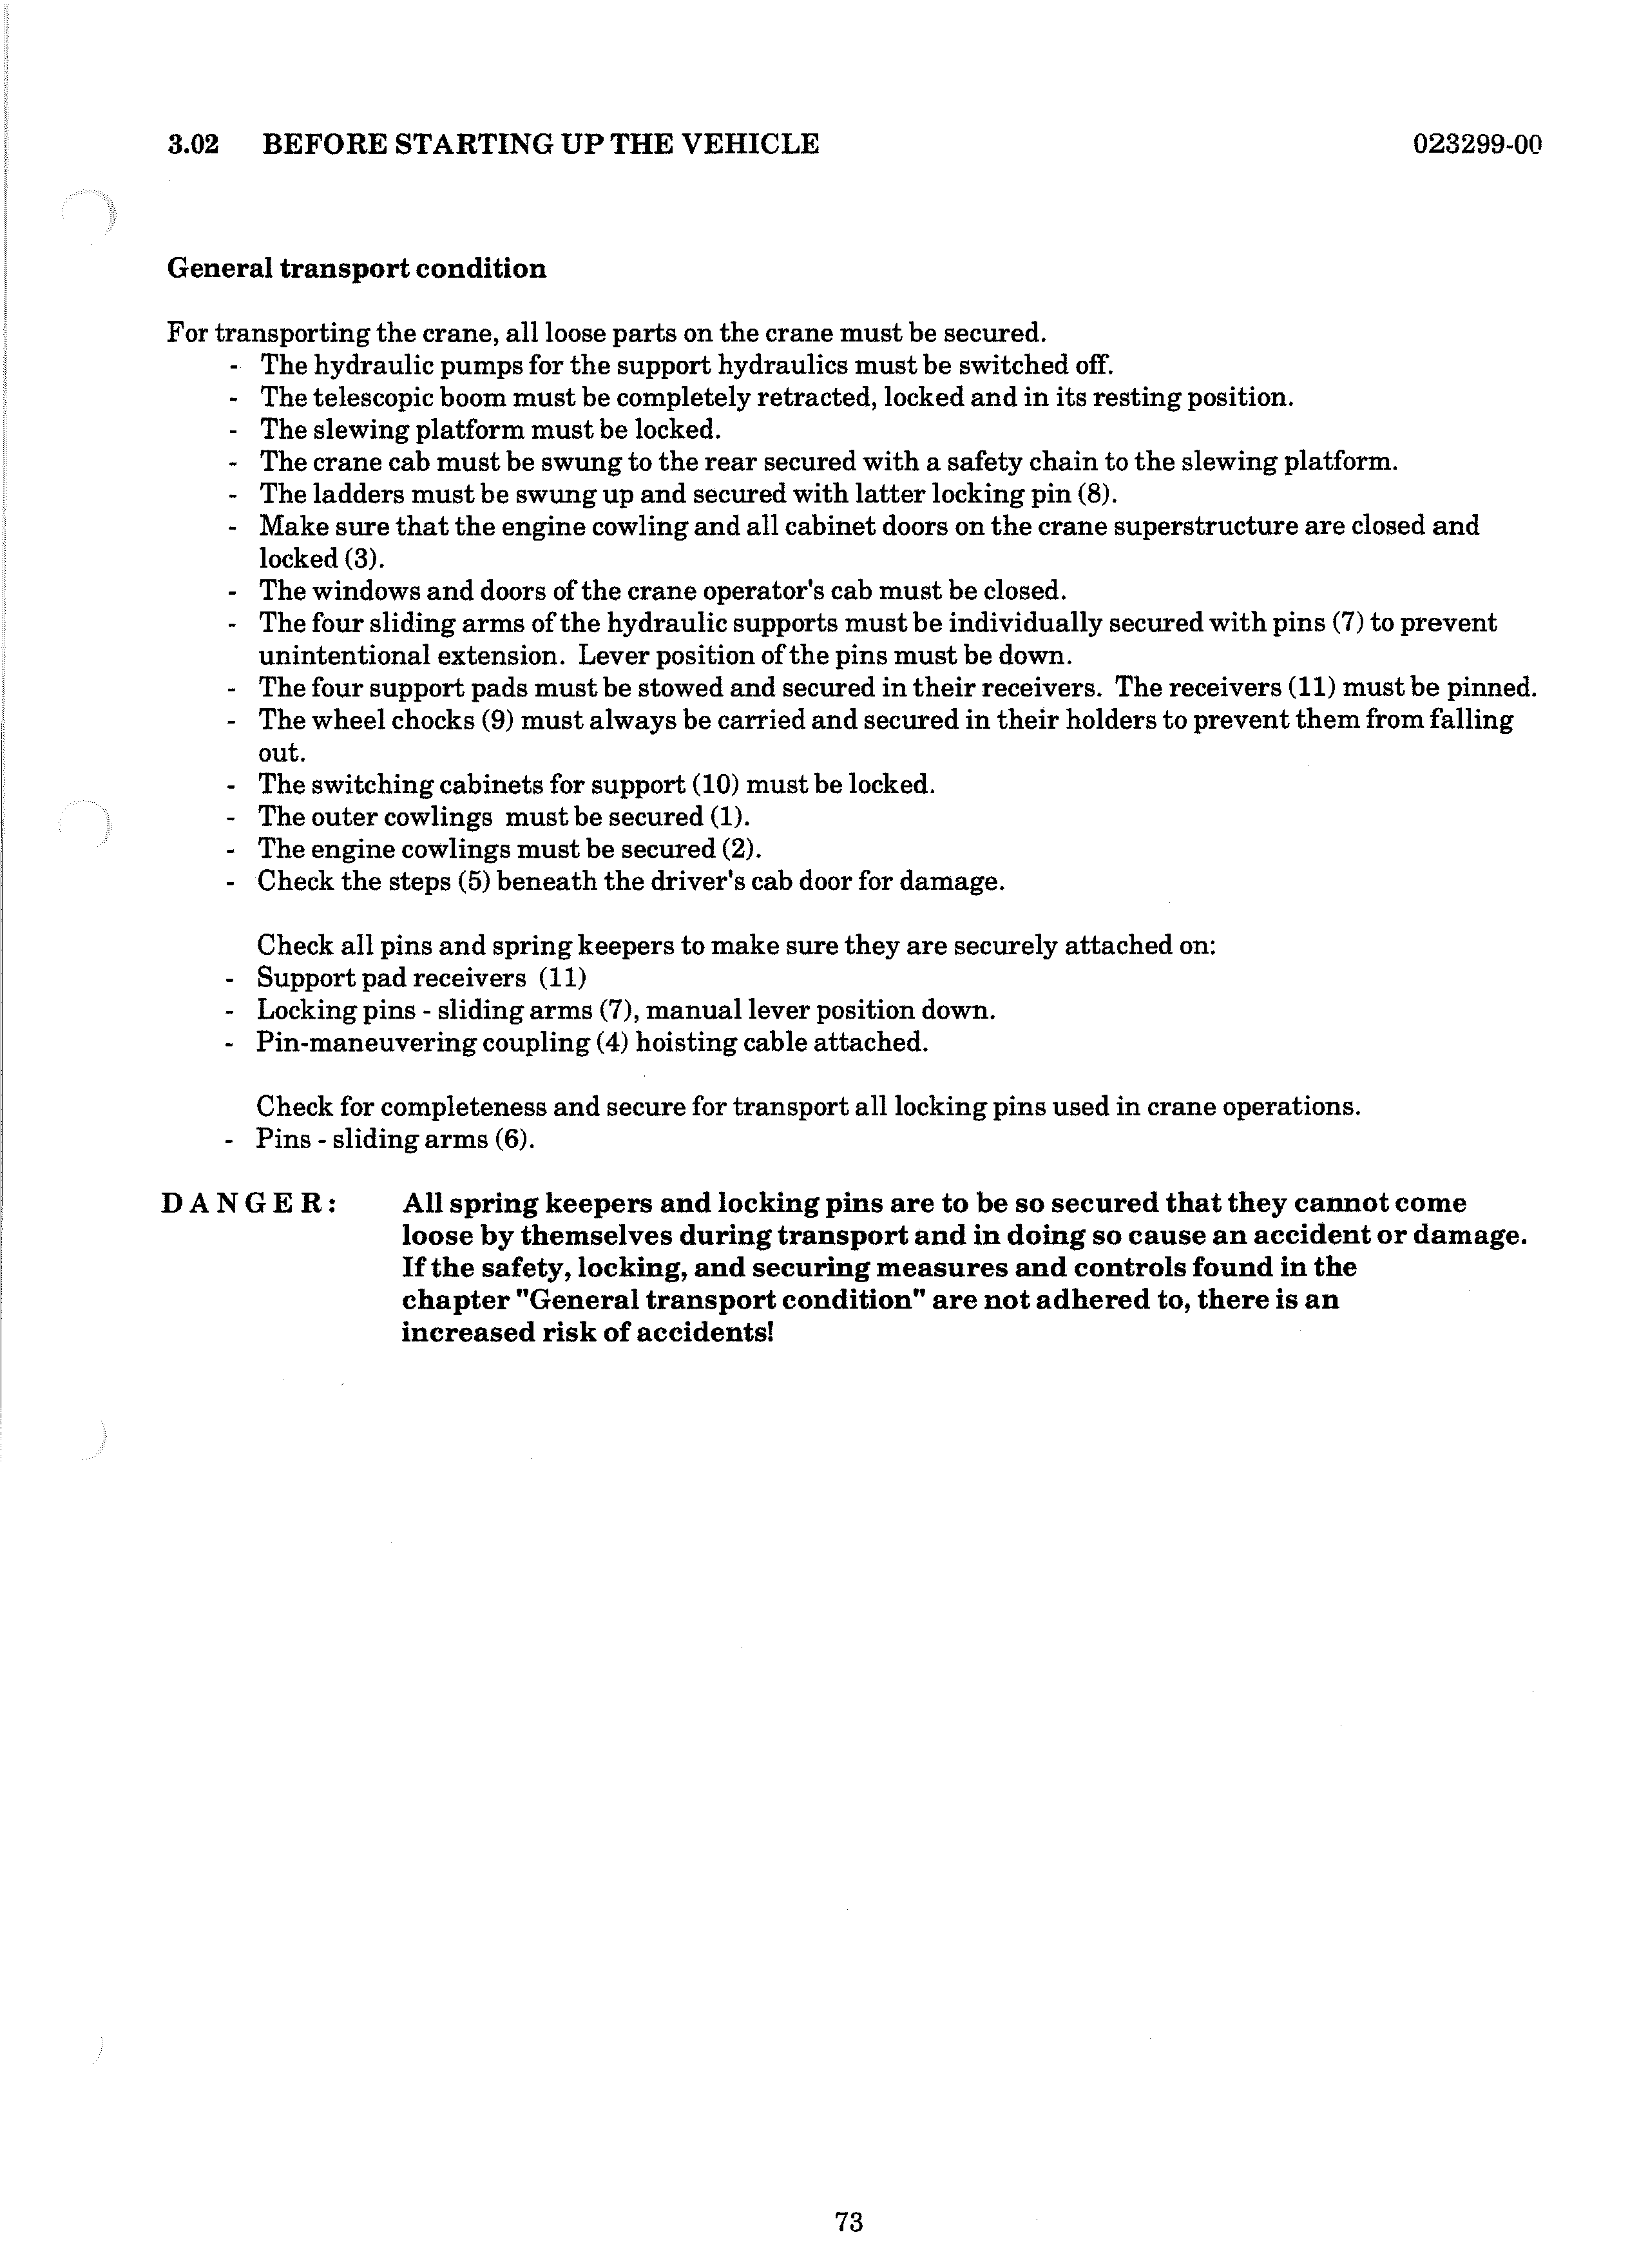 3.02 BEFORE STARTING UP THE VEHICLE 023299-00
General transport condition
For transporting the crane, all loose parts on the crane must be secured.
- The hydraulic pumps for the support hydraulics must be switched off.
- The telescopic boom must be completely retracted, locked and in its resting position.
- The slewing platform must be locked.
- The crane cab must be swung to the rear secured with a safety chain to the slewing platform.
- The ladders must be swung up and secured with latter locking pin (8).
- Make sure that the engine cowling and all cabinet doors on the crane superstructure are closed and
locked (3).
- The windows and doors of the crane operator's cab must be closed.
- The four sliding arms of the hydraulic supports must be individually secured with pins (7) to prevent
unintentional extension. Lever position of the pins must be down.
- The four support pads must be stowed and secured in their receivers. The receivers (11) must be pinned.
- The wheel chocks (9) must always be carried and secured in their holders to prevent them from falling
out.
- The switching cabinets for support (10) must be locked.
- The outer cowlings must be secured (1).
- The engine cowlings must be secured (2).
- Check the steps (5) beneath the driver's cab door for damage.
Check all pins and spring keepers to make sure they are securely attached on:
- Support pad receivers (11)
- Locking pins - sliding arms (7), manual lever position down.
- Pin-maneuvering coupling (4) hoisting cable attached.
Check for completeness and secure for transport all locking pins used in crane operations.
- Pins - sliding arms (6).
DANGER: All spring keepers and locking pins are to be so secured that they cannot come
loose by themselves during transport and in doing so cause an accident or damage.
If the safety, locking, and securing measures and controls found in the
chapter "General transport condition" are not adhered to, there is an
increased risk of accidents!
73